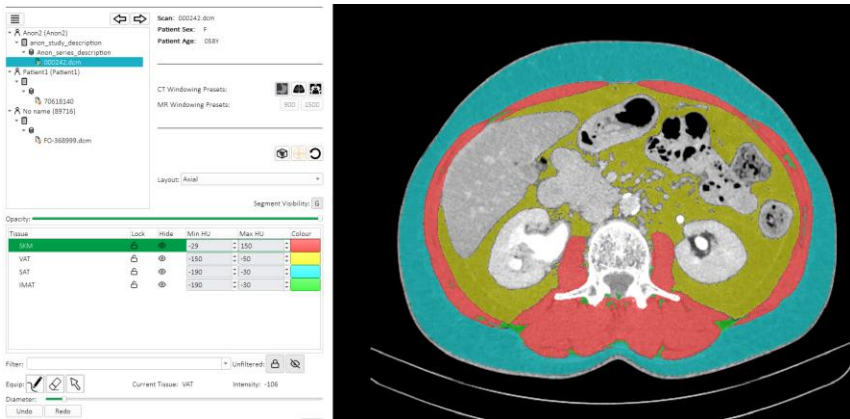 Scan: 000242.dcm
Patient Sex: F
Patient Age: 058Y
Anon2 (Anon2)
anon_study_description
Anon_series_description
000242.dcm
Patient1 (Patient1)
70618140
No name (89716)
FO-368999.dcm
CT Windowing Presets:
MR Windowing Presets: 900 1500
Layout: Axial
Segment Visibility: G
Opacity:
Tissue Lock Hide Min HU Max HU Colour
SKM -29 150
VAT -150 -50
SAT -190 -30
IMAT -190 -30
Filter: Unfiltered:
Equip: Current Tissue: VAT Intensity: -106
Diameter:
Undo Redo